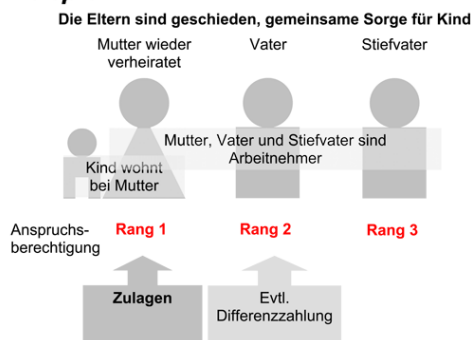 Die Eltern sind geschieden, gemeinsame Sorge für Kind
Mutter wieder
verheiratet
Vater
Stiefvater
Mutter, Vater und Stiefvater sind
Arbeitnehmer
Kind wohnt
bei Mutter
Anspruchs-
berechtigung
Rang 1
Rang 2
Rang 3
Zulagen
Evtl.
Differenzzahlung